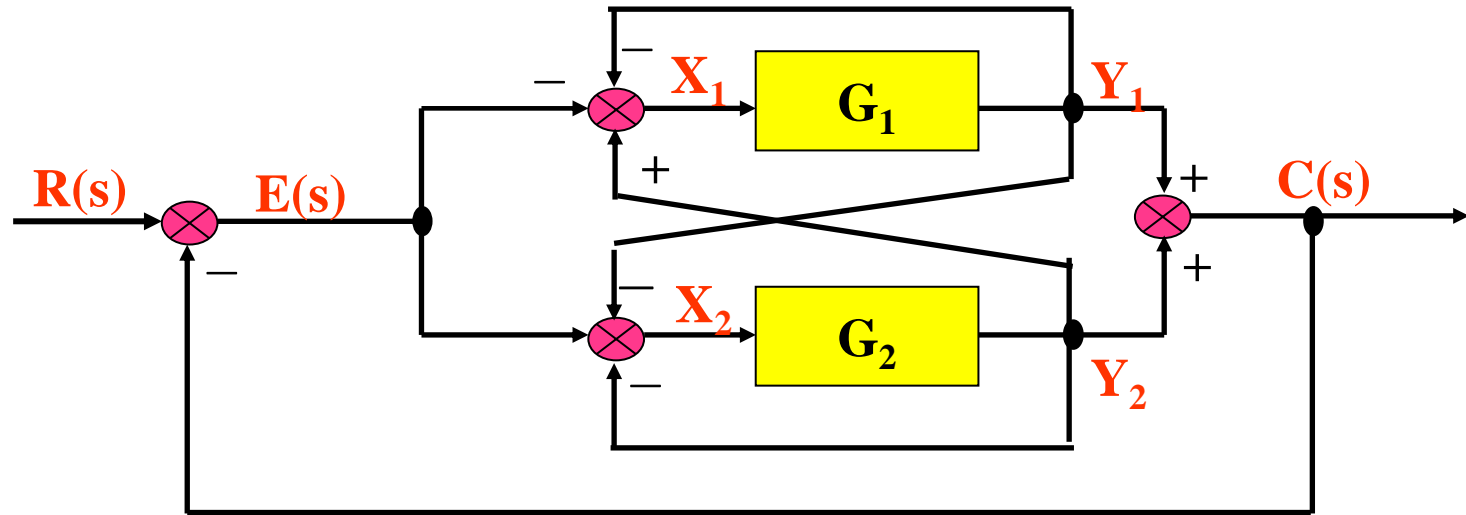 −
− X₁ G₁ Y₁
+
R(s) E(s) + C(s)
− − +
X₂ G₂
− Y₂